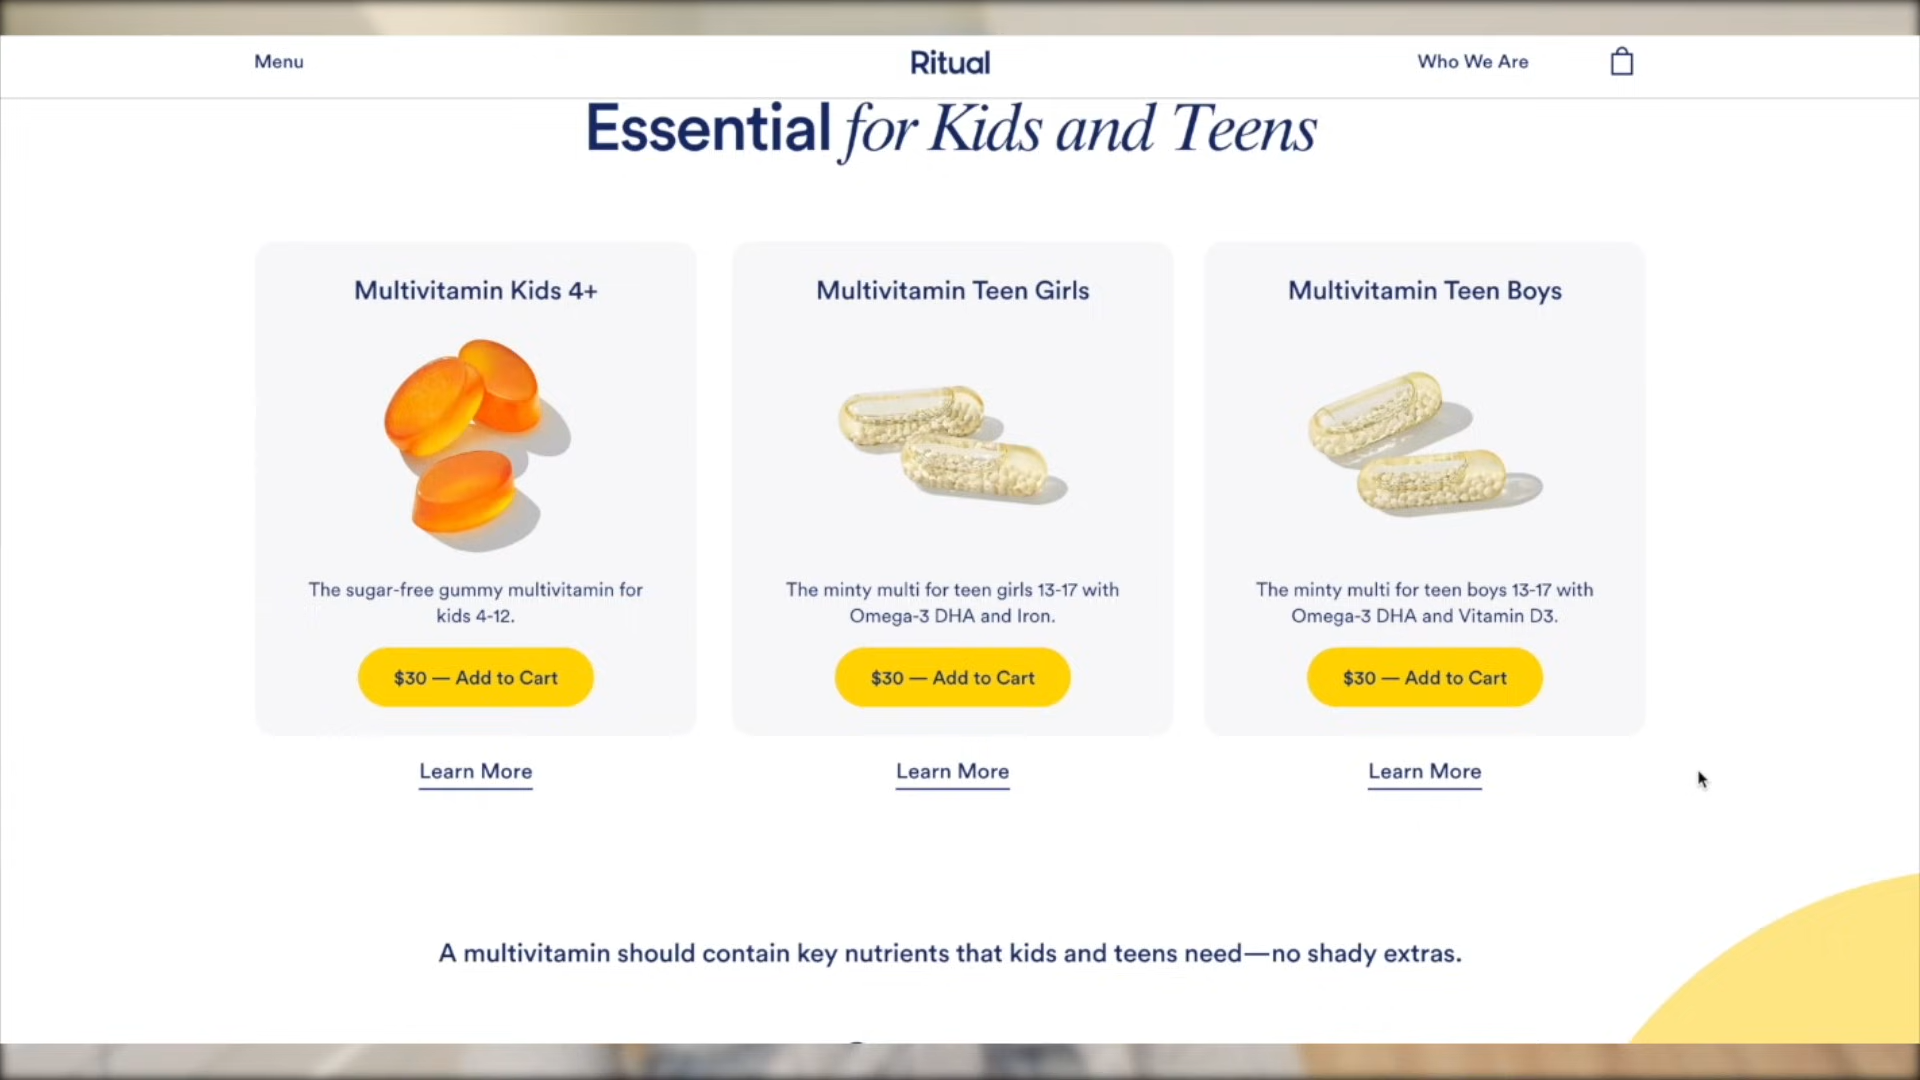 Menu
Ritual
Who We Are
Essential for Kids and Teens
Multivitamin Kids 4+
The sugar-free gummy multivitamin for
kids 4-12.
$30 — Add to Cart
Learn More
Multivitamin Teen Girls
The minty multi for teen girls 13-17 with
Omega-3 DHA and Iron.
$30 — Add to Cart
Learn More
Multivitamin Teen Boys
The minty multi for teen boys 13-17 with
Omega-3 DHA and Vitamin D3.
$30 — Add to Cart
Learn More
A multivitamin should contain key nutrients that kids and teens need—no shady extras.